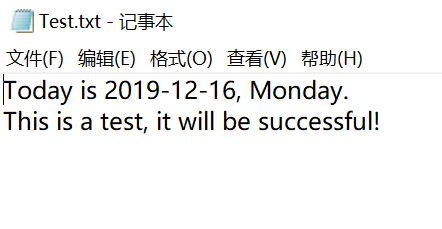 Test.txt - 记事本
文件(F) 编辑(E) 格式(O) 查看(V) 帮助(H)
Today is 2019-12-16, Monday.
This is a test, it will be successful!